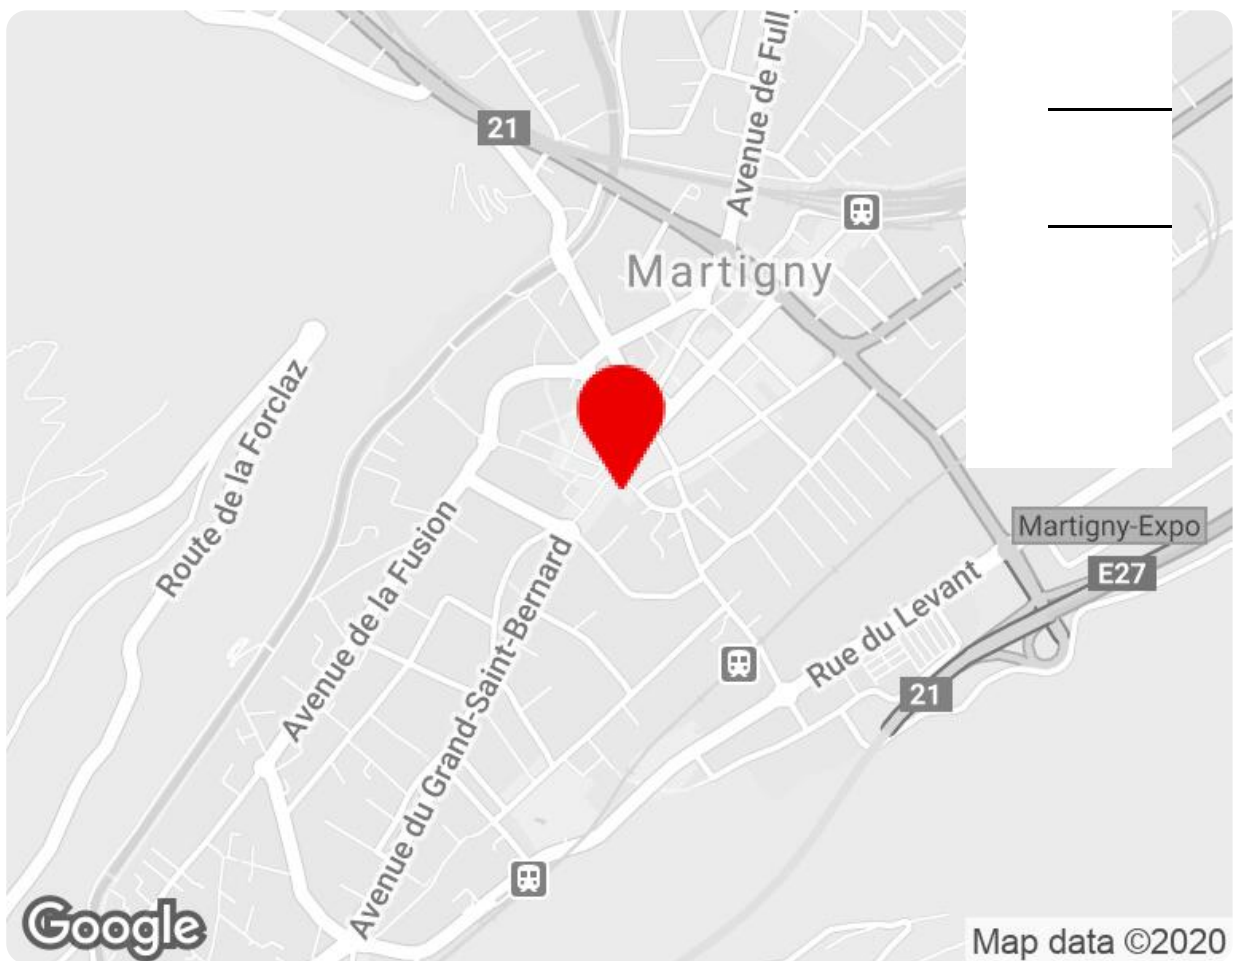 Avenue de Full
21
Martigny
Route de la Forclaz
Avenue de la Fusion
Avenue du Grand-Saint-Bernard
Martigny-Expo
E27
Rue du Levant
21
Google
Map data ©2020